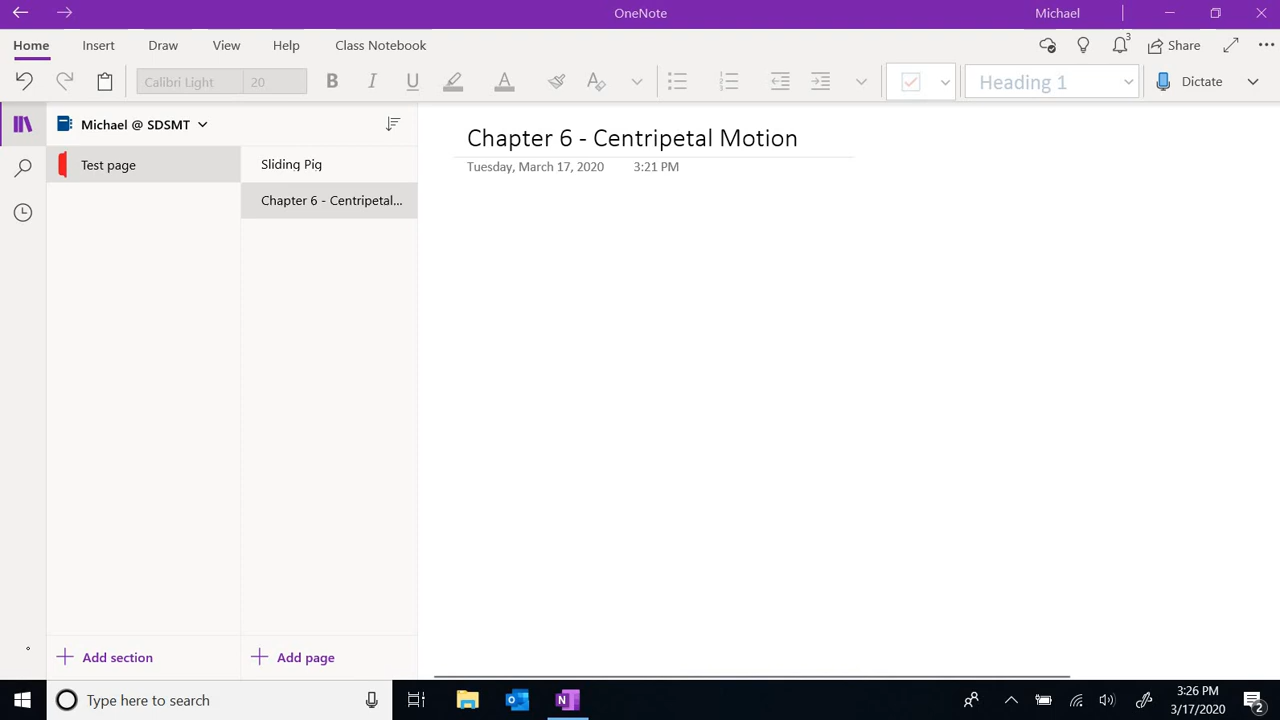 OneNote
Michael
Home Insert Draw View Help Class Notebook 3 Share
Calibri Light 20 B I U A A Heading 1 Dictate
Michael @ SDSMT
Test page
Sliding Pig
Chapter 6 - Centripetal...
Chapter 6 - Centripetal Motion
Tuesday, March 17, 2020 3:21 PM
Add section
Add page
Type here to search
3:26 PM
3/17/2020
2